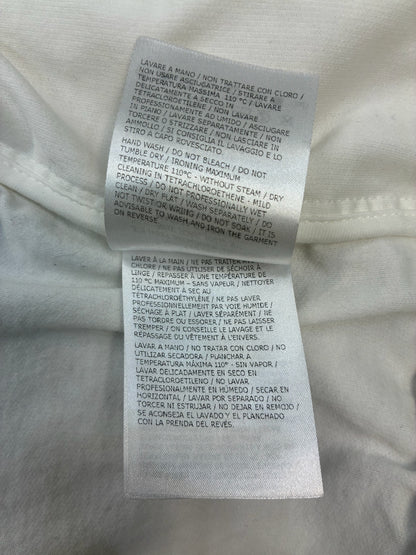 LAVARE A MANO / NON TRATTARE CON CLORO /
NON USARE ASCIUGATRICE / STIRARE A
TEMPERATURA MASSIMA 110 °C / LAVARE
DELICATAMENTE A SECCO IN
TETRACLOROETILENE / NON LAVARE
PROFESSIONALMENTE AD UMIDO / ASCIUGARE
IN PIANO / LAVARE SEPARATAMENTE / NON
TORCERE O STRIZZARE / NON LASCIARE IN
AMMOLLO / SI CONSIGLIA IL LAVAGGIO E LO
STIRO A CAPO ROVESCIATO.
HAND WASH / DO NOT BLEACH / DO NOT
TUMBLE DRY / IRONING MAXIMUM
TEMPERATURE 110°C - WITHOUT STEAM / DRY
CLEANING IN TETRACHLOROETHENE - MILD
PROCESS / DO NOT PROFESSIONALLY WET
CLEAN / DRY FLAT / WASH SEPARATELY / DO
NOT TWIST OR WRING / DO NOT SOAK / IT IS
ADVISABLE TO WASH AND IRON THE GARMENT
ON REVERSE.
LAVER À LA MAIN / NE PAS TRAITER AU
CHLORE / NE PAS UTILISER DE SÉCHOIR À
LINGE / REPASSER À UNE TEMPÉRATURE DE
110 °C MAXIMUM - SANS VAPEUR / NETTOYER
DÉLICATEMENT À SEC AU
TÉTRACHLOROÉTHYLÈNE / NE PAS LAVER
PROFESSIONNELLEMENT PAR VOIE HUMIDE /
SÉCHAGE À PLAT / LAVER SÉPARÉMENT / NE
PAS TORDRE OU ESSORER / NE PAS LAISSER
TREMPER / ON CONSEILLE LE LAVAGE ET LE
REPASSAGE DU VÊTEMENT À L'ENVERS.
LAVAR A MANO / NO TRATAR CON CLORO / NO
UTILIZAR SECADORA / PLANCHAR A
TEMPERATURA MÁXIMA 110° - SIN VAPOR /
LAVAR DELICADAMENTE EN SECO EN
TETRACLOROETILENO / NO LAVAR
PROFESIONALMENTE EN HÚMEDO / SECAR EN
HORIZONTAL / LAVAR POR SEPARADO / NO
TORCER NI ESTRUJAR / NO DEJAR EN REMOJO /
SE ACONSEJA EL LAVADO Y EL PLANCHADO
CON LA PRENDA DEL REVÉS.